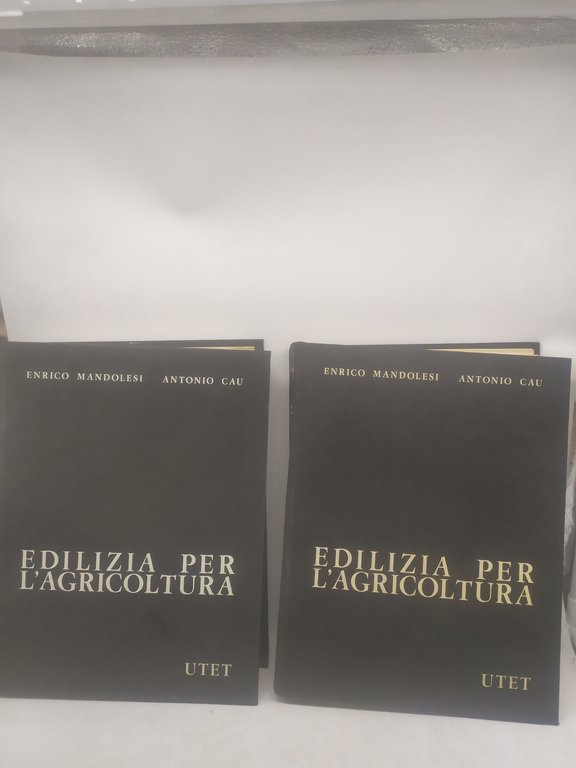 ENRICO MANDOLESI ANTONIO CAU
EDILIZIA PER
L'AGRICOLTURA
UTET
ENRICO MANDOLESI ANTONIO CAU
EDILIZIA PER
L'AGRICOLTURA
UTET